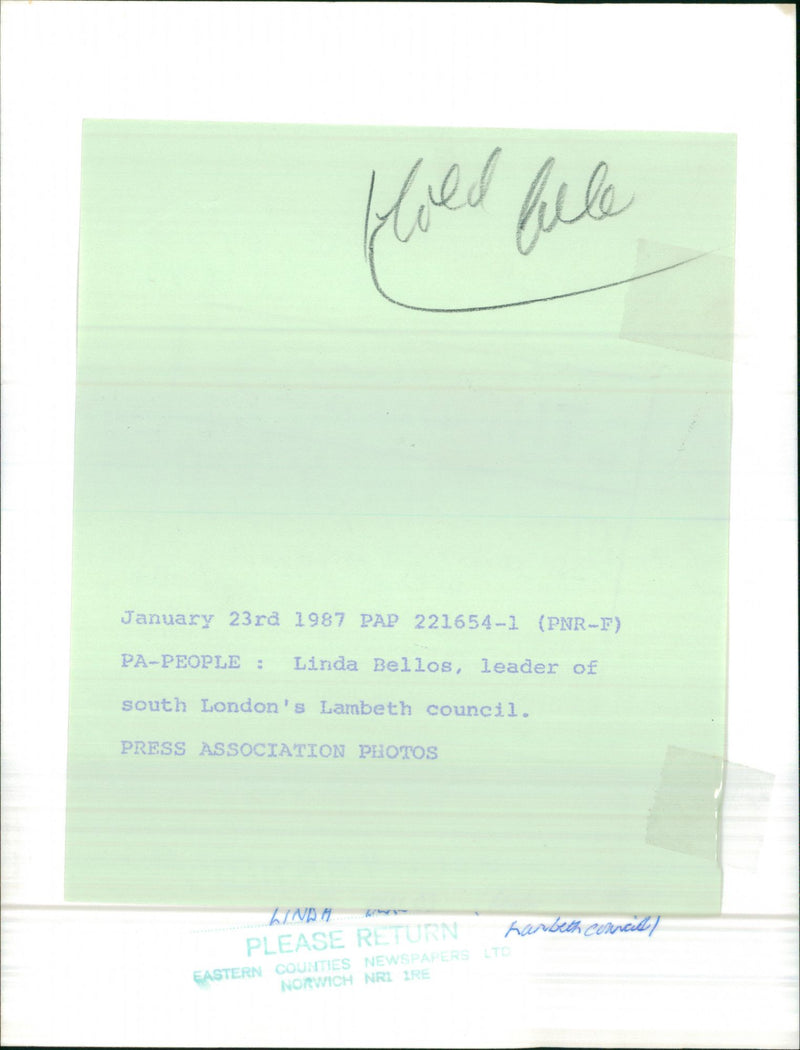 Hold
January 23rd 1987 PAP 221654-1 (PNR-F)
PA-PEOPLE : Linda Bellos, leader of
south London's Lambeth council.
PRESS ASSOCIATION PHOTOS
LINDA
Lambeth council)
PLEASE RETURN
EASTERN COUNTIES NEWSPAPERS LTD
NORWICH NR1 1RE